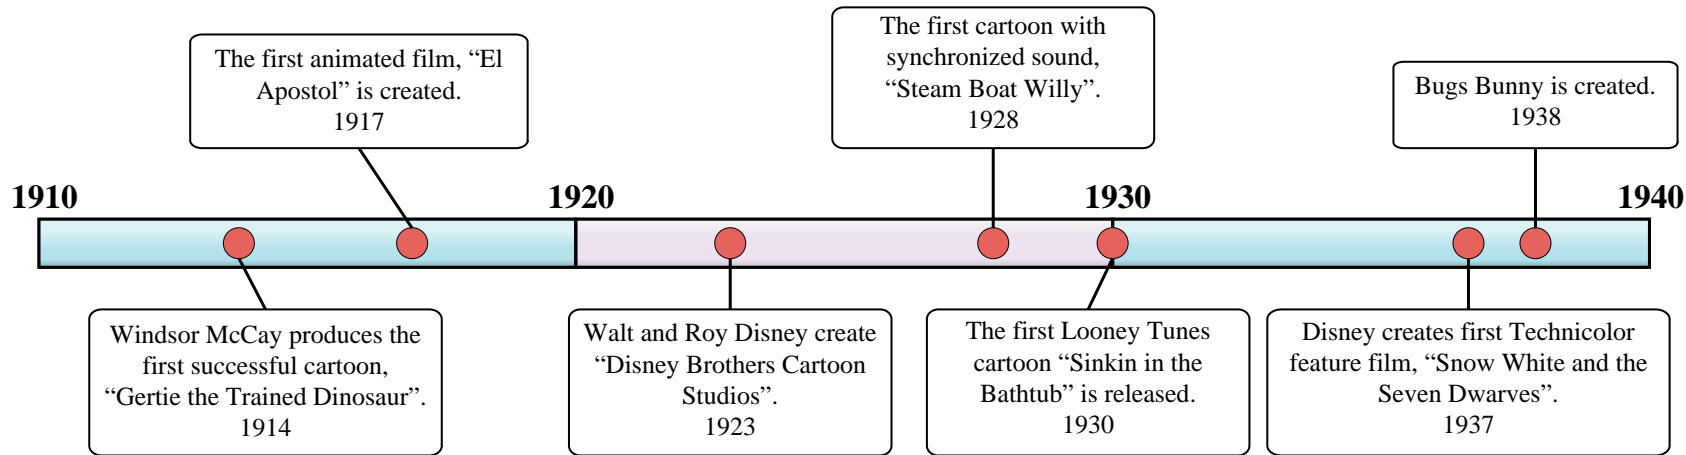 The first animated film, “El
Apostol” is created.
1917
The first cartoon with
synchronized sound,
“Steam Boat Willy”.
1928
Bugs Bunny is created.
1938
1910
1920
1930
1940
Windsor McCay produces the
first successful cartoon,
“Gertie the Trained Dinosaur”.
1914
Walt and Roy Disney create
“Disney Brothers Cartoon
Studios”.
1923
The first Looney Tunes
cartoon “Sinkin in the
Bathtub” is released.
1930
Disney creates first Technicolor
feature film, “Snow White and the
Seven Dwarves”.
1937